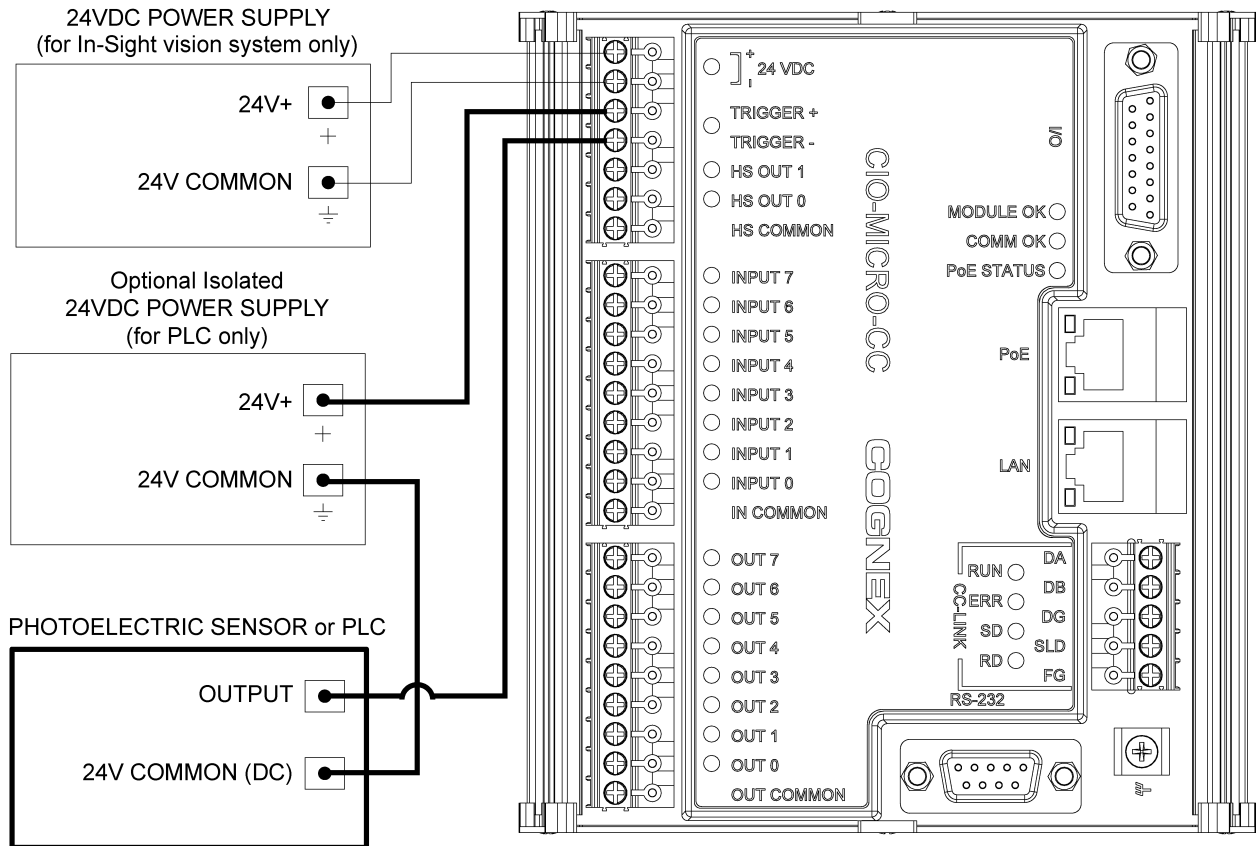 24VDC POWER SUPPLY
(for In-Sight vision system only)
24V+
24V COMMON
Optional Isolated
24VDC POWER SUPPLY
(for PLC only)
24V+
24V COMMON
PHOTOELECTRIC SENSOR or PLC
OUTPUT
24V COMMON (DC)
+
-
24 VDC
TRIGGER +
TRIGGER -
HS OUT 1
HS OUT 0
HS COMMON
INPUT 7
INPUT 6
INPUT 5
INPUT 4
INPUT 3
INPUT 2
INPUT 1
INPUT 0
IN COMMON
OUT 7
OUT 6
OUT 5
OUT 4
OUT 3
OUT 2
OUT 1
OUT 0
OUT COMMON
CIO-MICRO-CC
COGNEX
I/O
MODULE OK
COMM OK
PoE STATUS
PoE
LAN
CC-LINK
RUN
ERR
SD
RD
DA
DB
DG
SLD
FG
RS-232